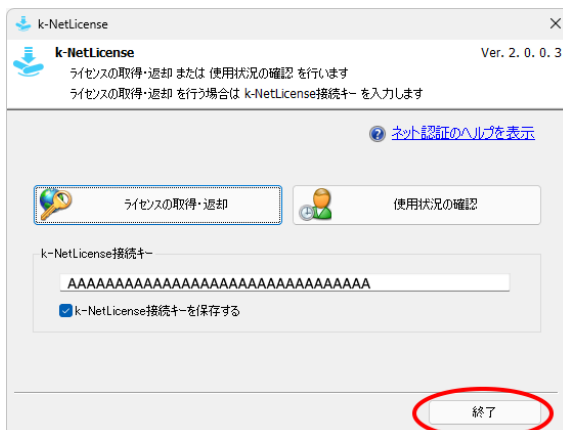 k-NetLicense
k-NetLicense
Ver. 2. 0. 0. 3
ライセンスの取得・返却 または 使用状況の確認 を行います
ライセンスの取得・返却 を行う場合は k-NetLicense接続キー を入力します
ネット認証のヘルプを表示
ライセンスの取得・返却
使用状況の確認
k-NetLicense接続キー
AAAAAAAAAAAAAAAAAAAAAAAAAAAAAAAA
k-NetLicense接続キーを保存する
終了